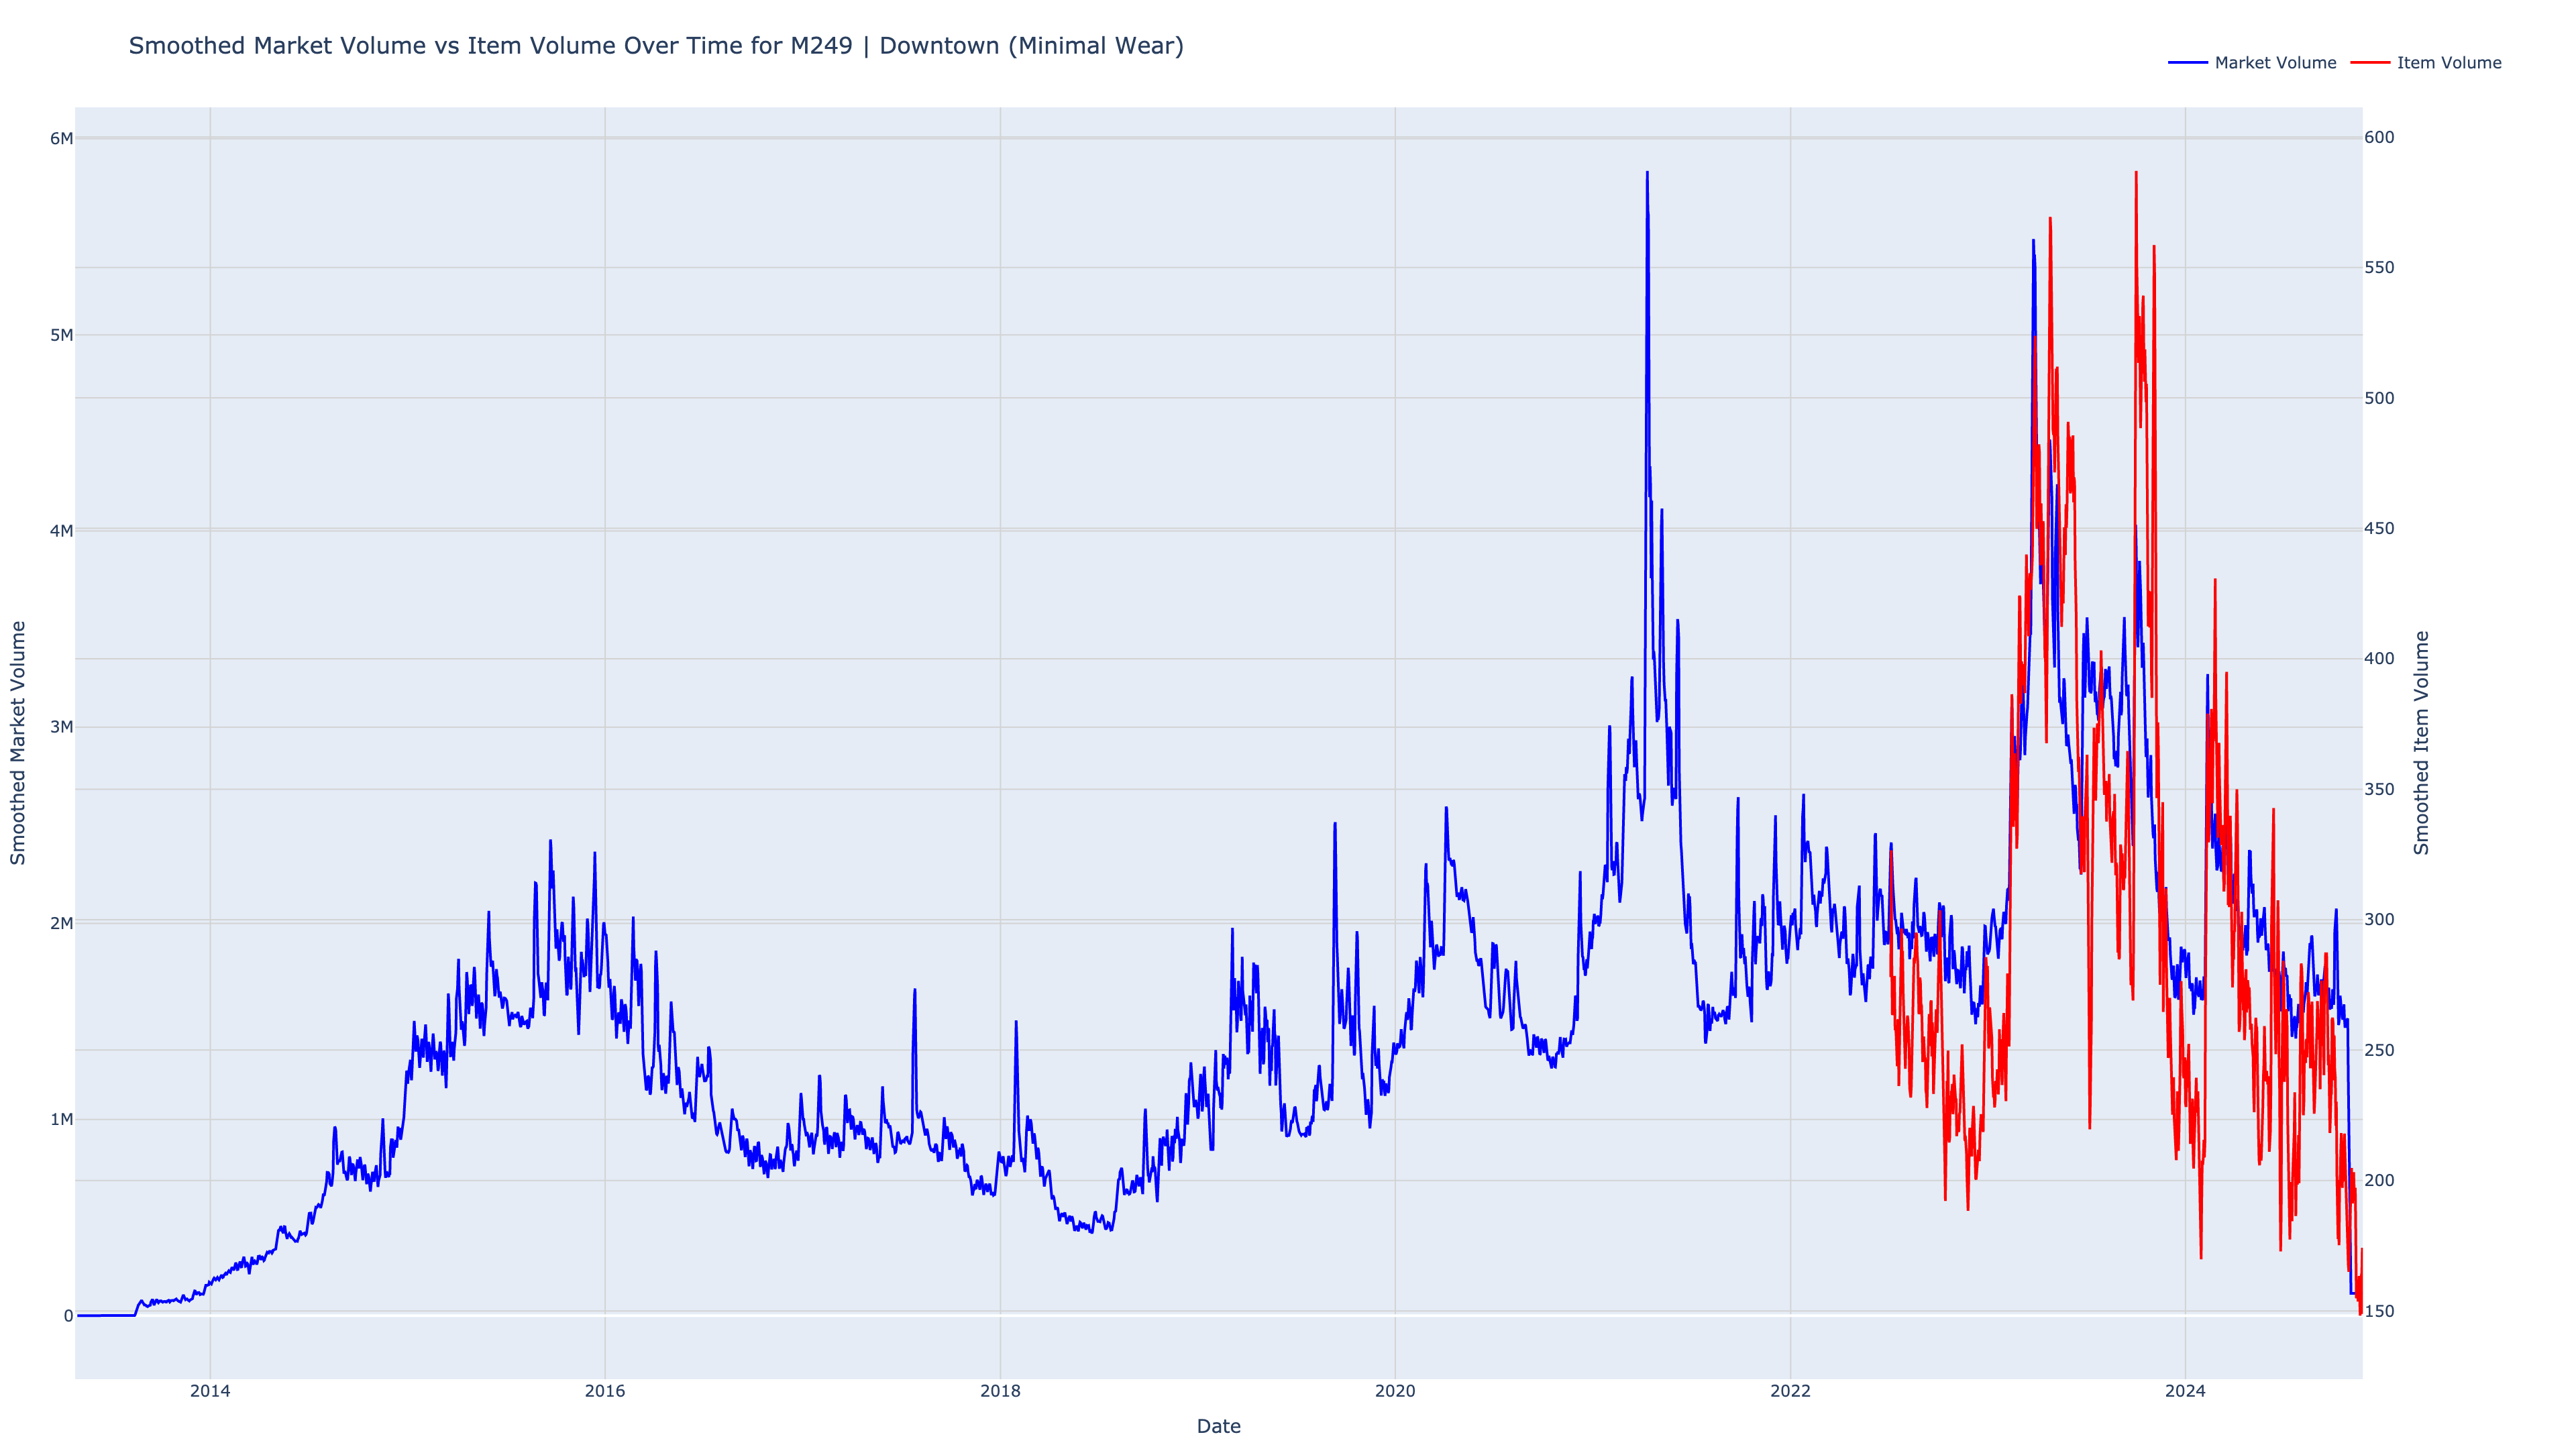 Smoothed Market Volume vs Item Volume Over Time for M249 | Downtown (Minimal Wear)
Market Volume
Item Volume
6M
5M
4M
3M
2M
1M
0
Smoothed Market Volume
600
550
500
450
400
350
300
250
200
150
Smoothed Item Volume
2014
2016
2018
2020
2022
2024
Date